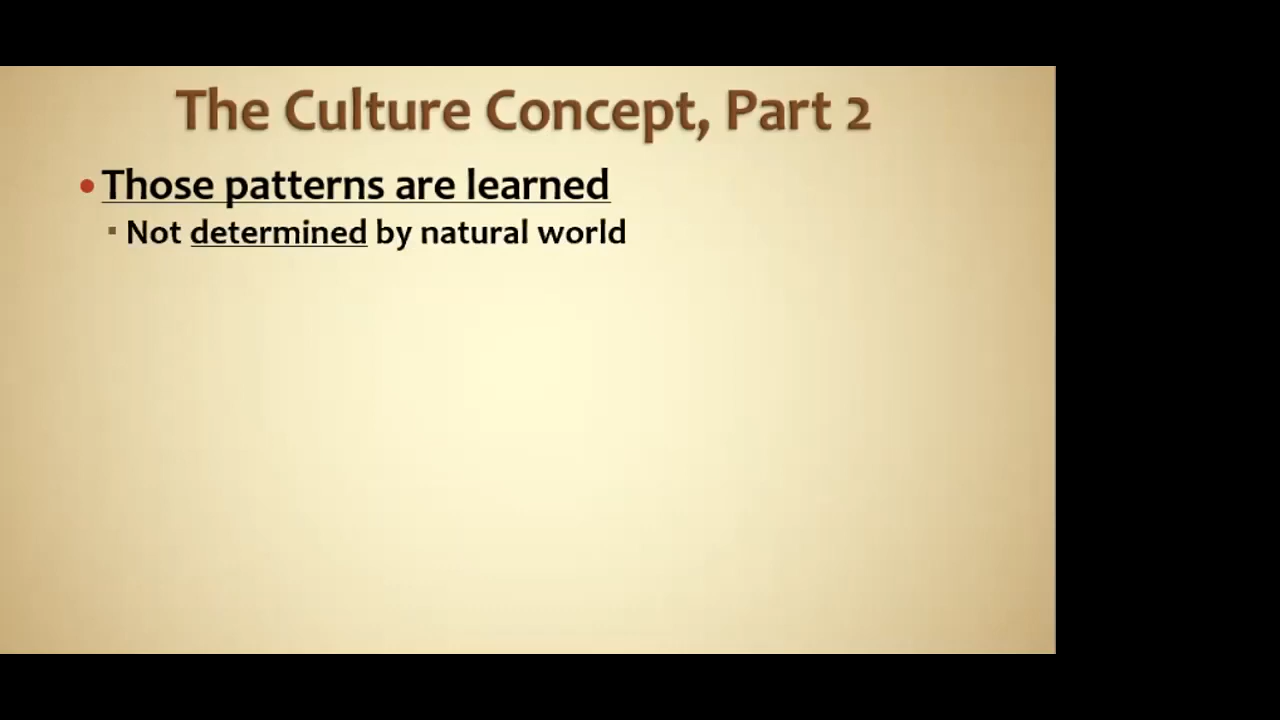 The Culture Concept, Part 2
• Those patterns are learned
▪ Not determined by natural world